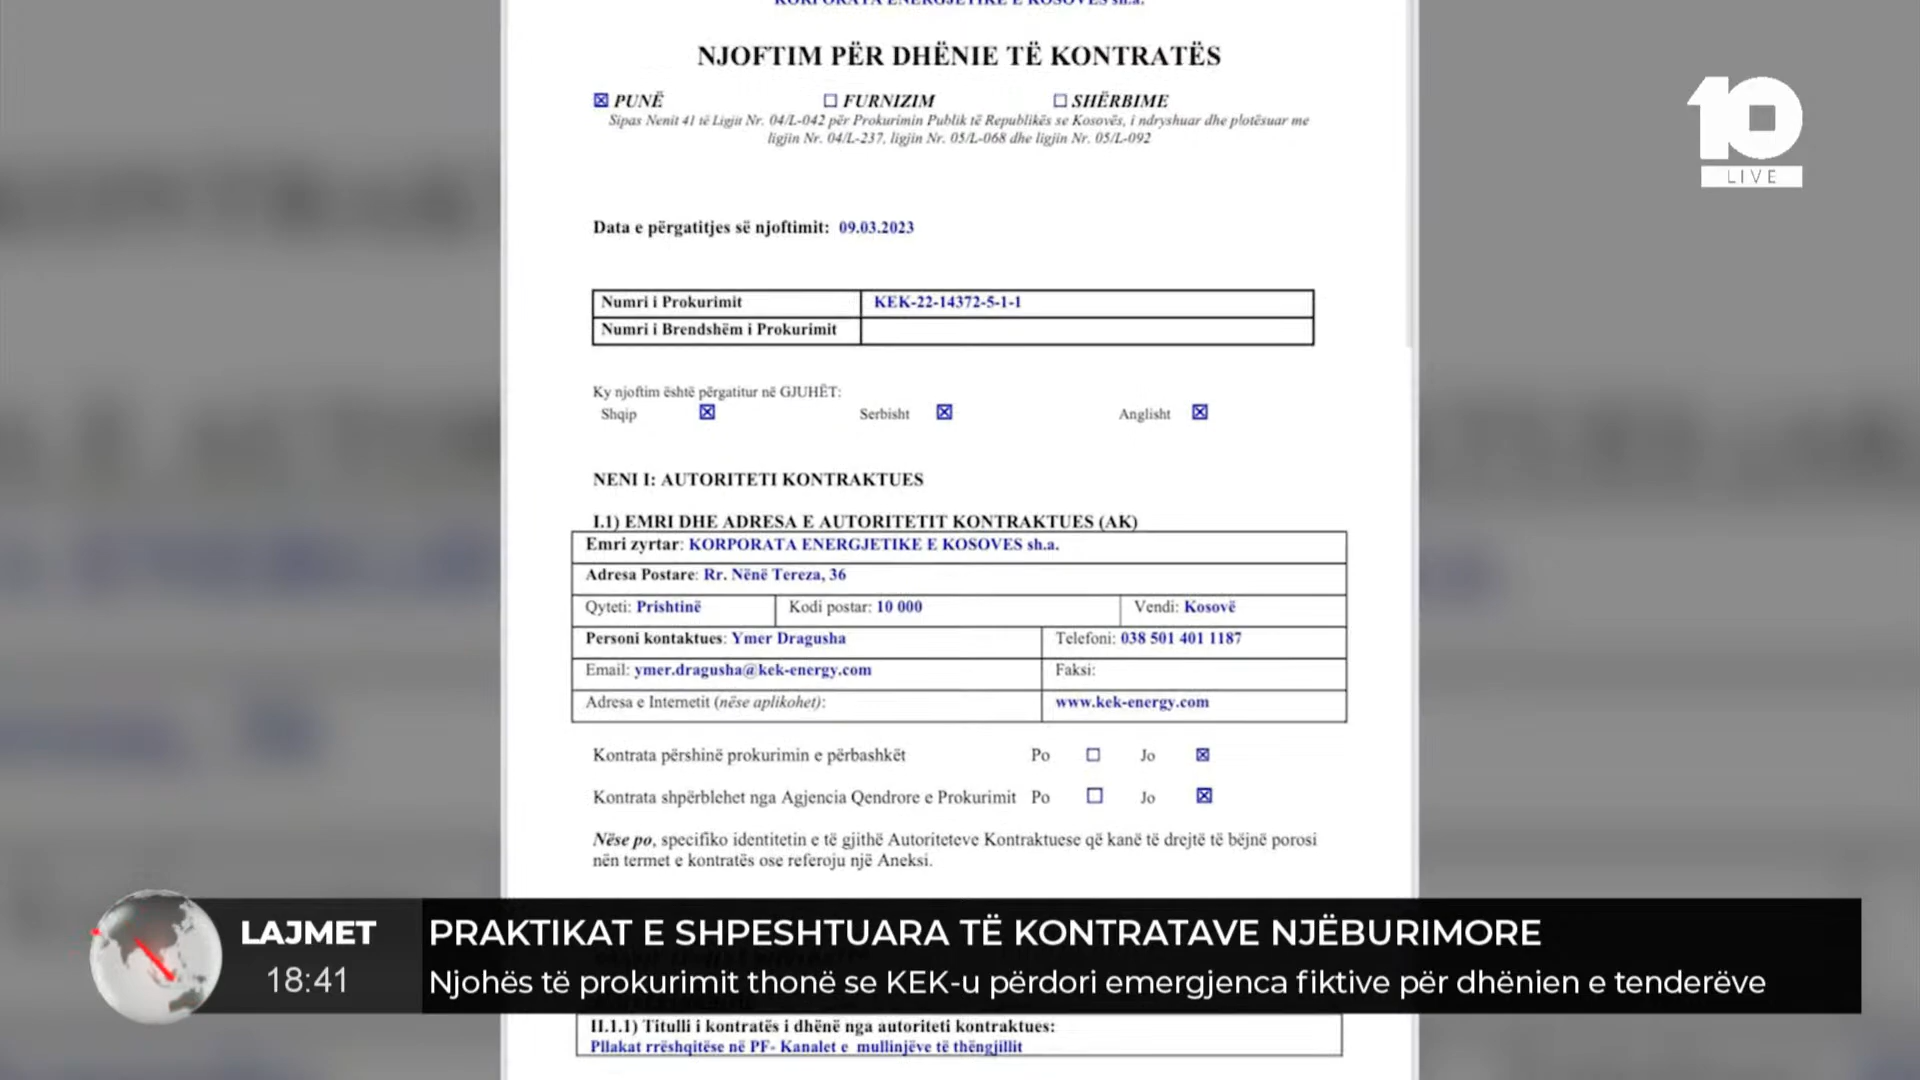 KORPORATA ENERGJETIKE E KOSOVES sh.a.
NJOFTIM PËR DHËNIE TË KONTRATËS
☒ PUNË ☐ FURNIZIM ☐ SHËRBIME
Sipas Nenit 41 të Ligjit Nr. 04/L-042 për Prokurimin Publik të Republikës se Kosovës, i ndryshuar dhe plotësuar me
ligjin Nr. 04/L-237, ligjin Nr. 05/L-068 dhe ligjin Nr. 05/L-092
10
LIVE
Data e përgatitjes së njoftimit: 09.03.2023
Numri i Prokurimit KEK-22-14372-5-1-1
Numri i Brendshëm i Prokurimit
Ky njoftim është përgatitur në GJUHËT:
Shqip ☒ Serbisht ☒ Anglisht ☒
NENI I: AUTORITETI KONTRAKTUES
I.1) EMRI DHE ADRESA E AUTORITETIT KONTRAKTUES (AK)
Emri zyrtar: KORPORATA ENERGJETIKE E KOSOVES sh.a.
Adresa Postare: Rr. Nënë Tereza, 36
Qyteti: Prishtinë Kodi postar: 10 000 Vendi: Kosovë
Personi kontaktues: Ymer Dragusha Telefoni: 038 501 401 1187
Email: ymer.dragusha@kek-energy.com Faksi:
Adresa e Internetit (nëse aplikohet): www.kek-energy.com
Kontrata përshinë prokurimin e përbashkët Po ☐ Jo ☒
Kontrata shpërblehet nga Agjencia Qendrore e Prokurimit Po ☐ Jo ☒
Nëse po, specifiko identitetin e të gjithë Autoriteteve Kontraktuese që kanë të drejtë të bëjnë porosi
nën termet e kontratës ose referoju një Aneksi.
LAJMET
18:41
PRAKTIKAT E SHPESHTUARA TË KONTRATAVE NJËBURIMORE
Njohës të prokurimit thonë se KEK-u përdori emergjenca fiktive për dhënien e tenderëve
II.1.1) Titulli i kontratës i dhënë nga autoriteti kontraktues:
Pllakat rrëshqitëse në PF- Kanalet e mullinjëve të thëngjillit